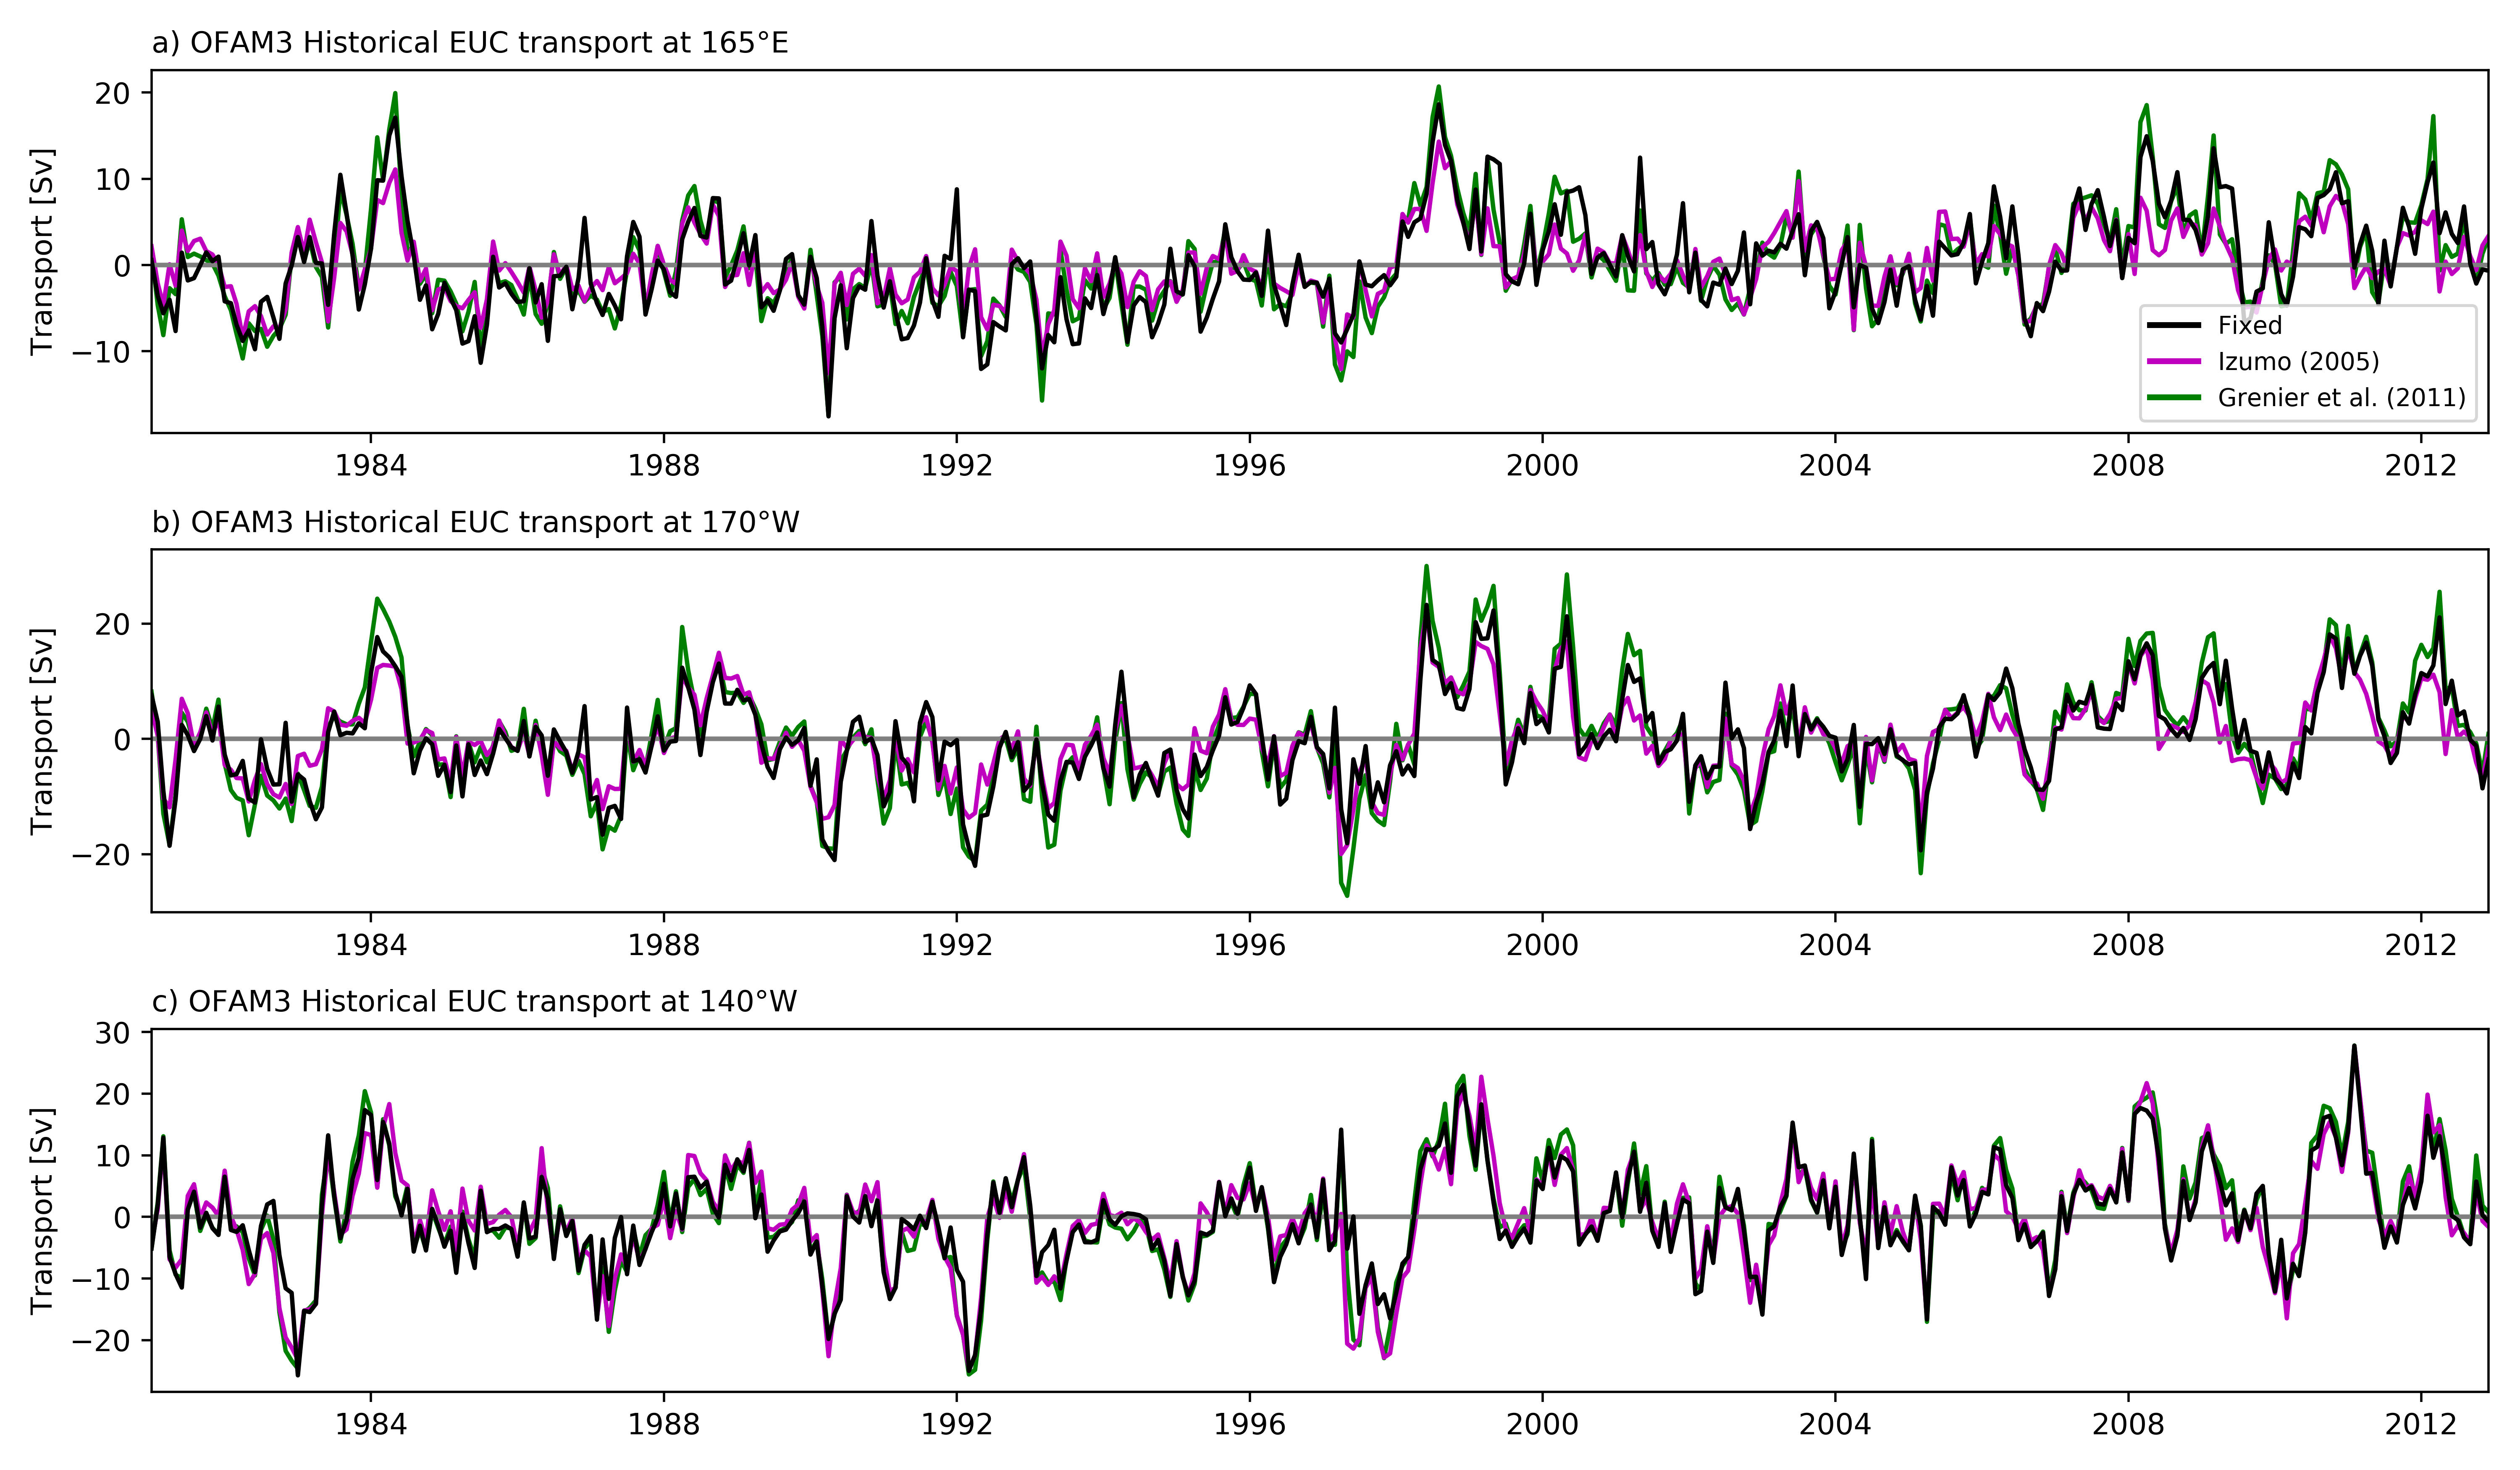 a) OFAM3 Historical EUC transport at 165°E
Transport [Sv]
20
10
0
−10
Fixed
Izumo (2005)
Grenier et al. (2011)
1984 1988 1992 1996 2000 2004 2008 2012
b) OFAM3 Historical EUC transport at 170°W
Transport [Sv]
20
0
−20
1984 1988 1992 1996 2000 2004 2008 2012
c) OFAM3 Historical EUC transport at 140°W
Transport [Sv]
30
20
10
0
−10
−20
1984 1988 1992 1996 2000 2004 2008 2012